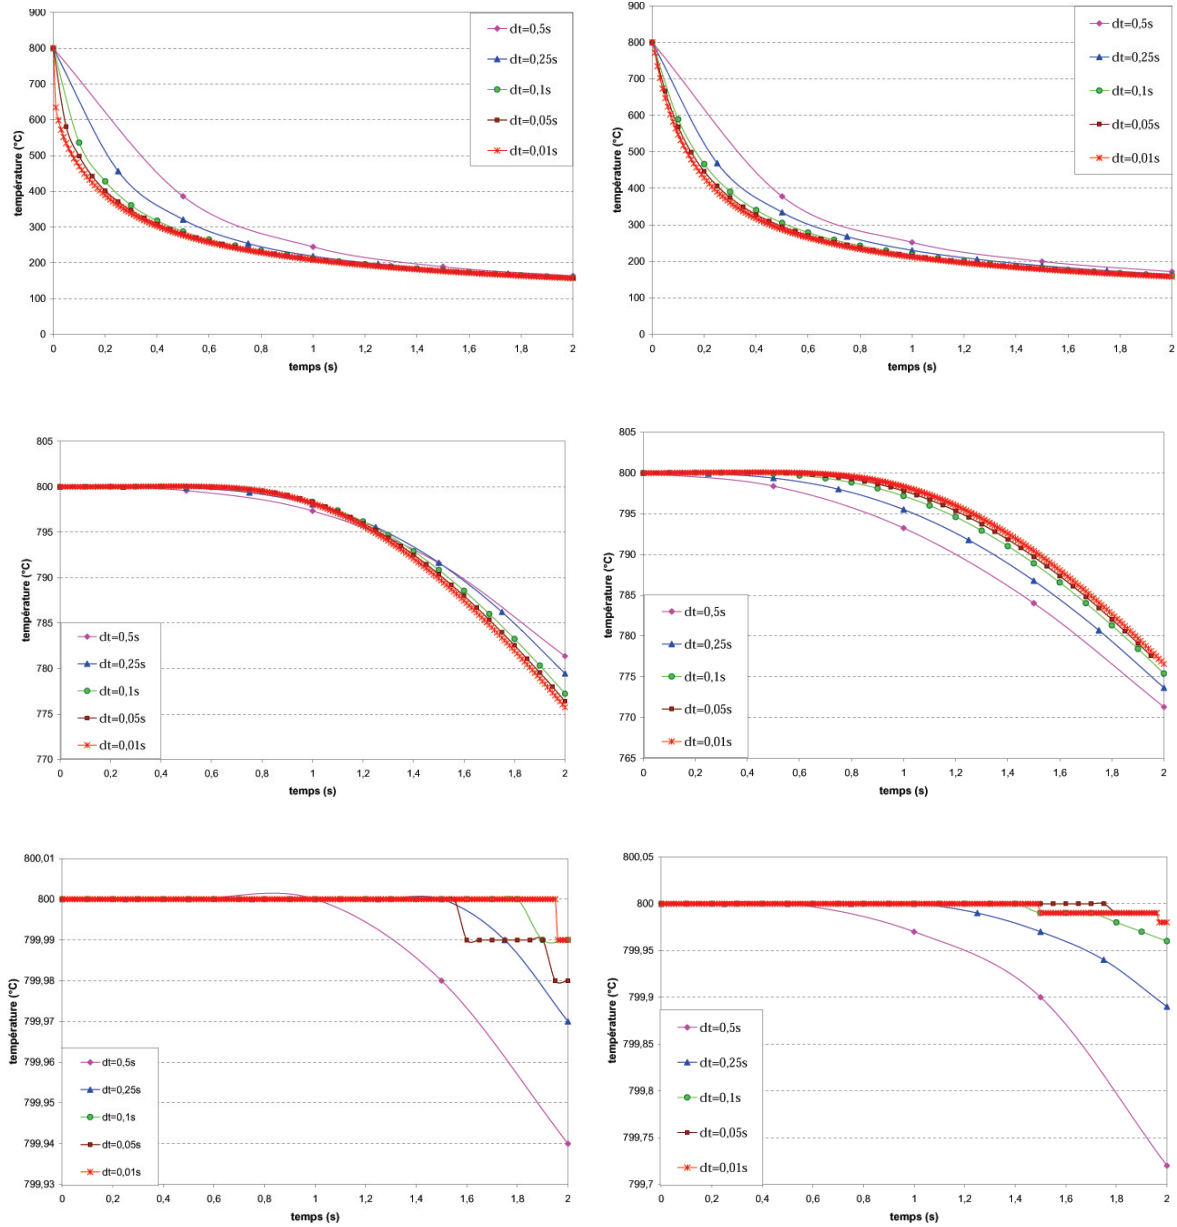 900
800
700
600
500
400
300
200
100
0
température (°C)
0
0,2
0,4
0,6
0,8
1
1,2
1,4
1,6
1,8
2
temps (s)
dt=0,5s
dt=0,25s
dt=0,1s
dt=0,05s
dt=0,01s
900
800
700
600
500
400
300
200
100
0
température (°C)
0
0,2
0,4
0,6
0,8
1
1,2
1,4
1,6
1,8
2
temps (s)
dt=0,5s
dt=0,25s
dt=0,1s
dt=0,05s
dt=0,01s
805
800
795
790
785
780
775
770
température (°C)
0
0,2
0,4
0,6
0,8
1
1,2
1,4
1,6
1,8
2
temps (s)
dt=0,5s
dt=0,25s
dt=0,1s
dt=0,05s
dt=0,01s
805
800
795
790
785
780
775
770
765
température (°C)
0
0,2
0,4
0,6
0,8
1
1,2
1,4
1,6
1,8
2
temps (s)
dt=0,5s
dt=0,25s
dt=0,1s
dt=0,05s
dt=0,01s
800,01
800
799,99
799,98
799,97
799,96
799,95
799,94
799,93
température (°C)
0
0,2
0,4
0,6
0,8
1
1,2
1,4
1,6
1,8
2
temps (s)
dt=0,5s
dt=0,25s
dt=0,1s
dt=0,05s
dt=0,01s
800,05
800
799,95
799,9
799,85
799,8
799,75
799,7
température (°C)
0
0,2
0,4
0,6
0,8
1
1,2
1,4
1,6
1,8
2
temps (s)
dt=0,5s
dt=0,25s
dt=0,1s
dt=0,05s
dt=0,01s